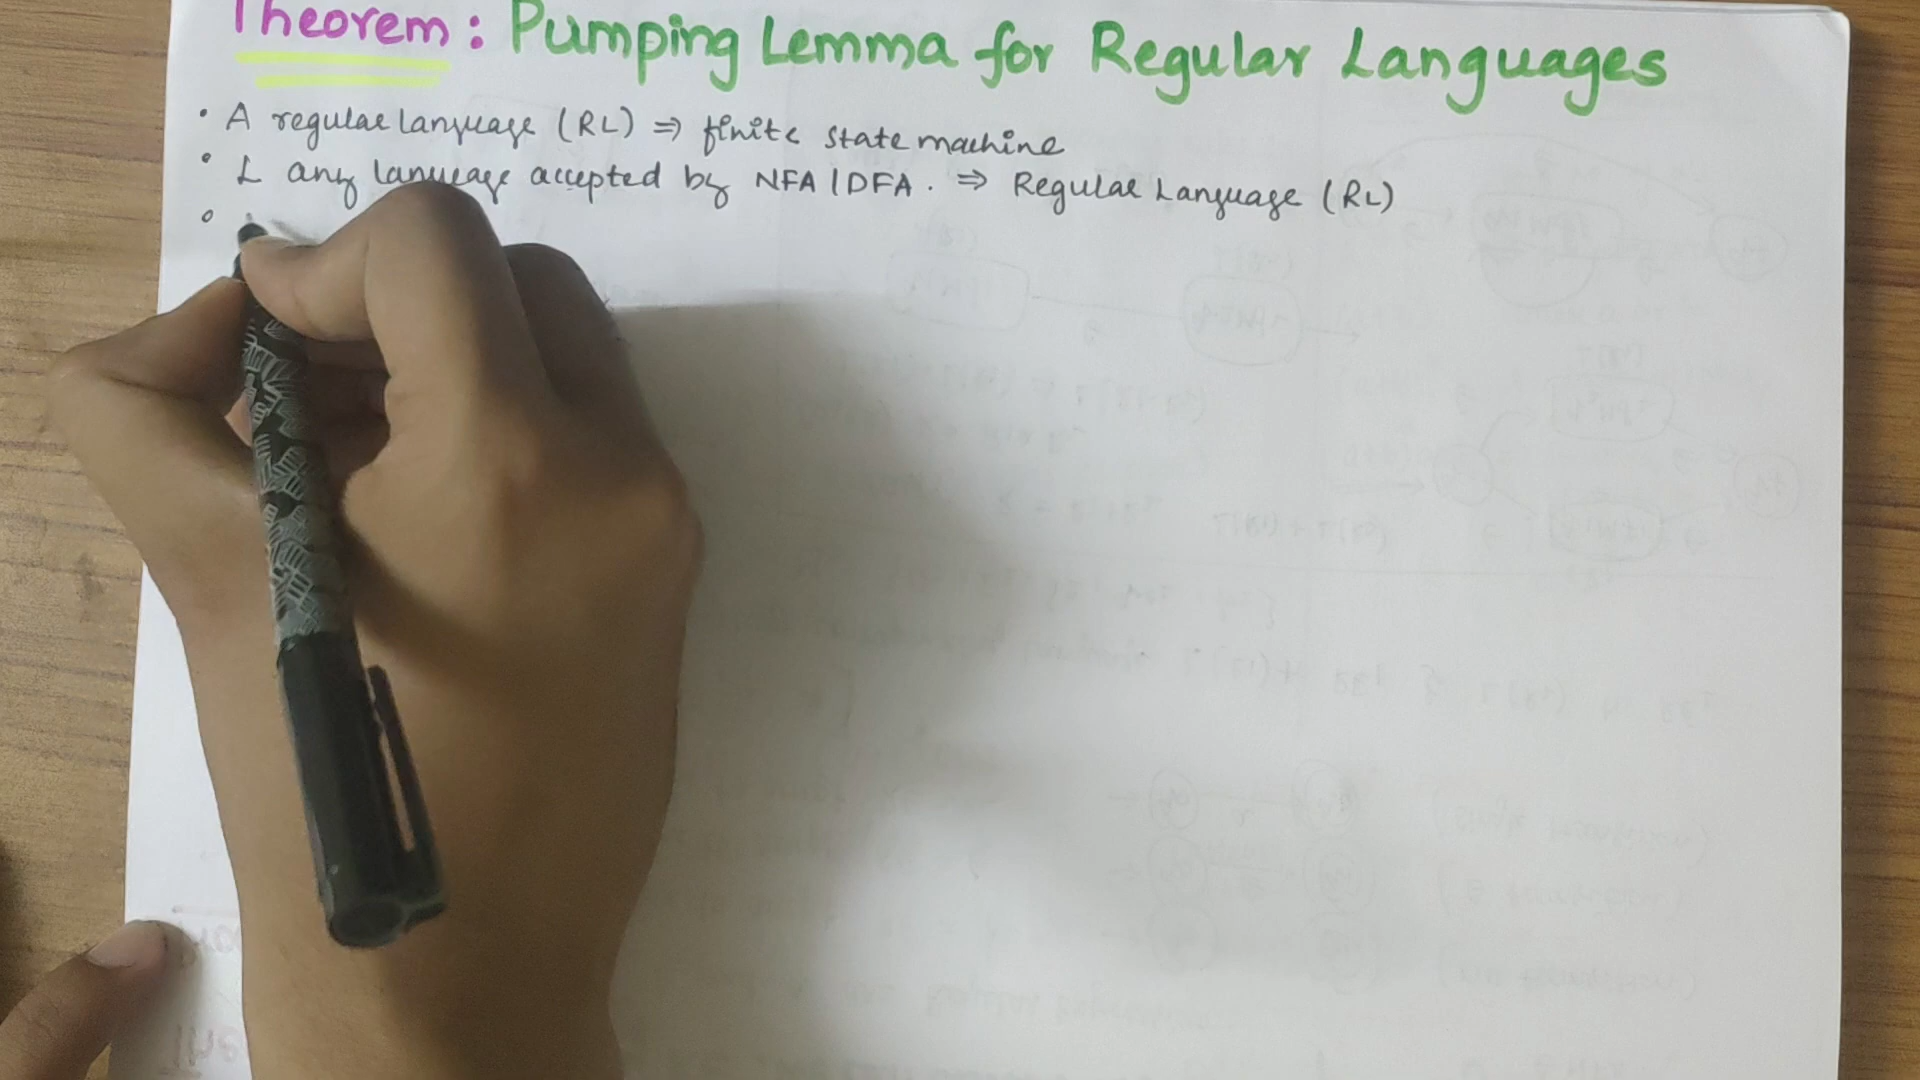 Theorem : Pumping Lemma for Regular Languages
• A regular language (RL) ⇒ finite state machine
• L any language accepted by NFA | DFA . ⇒ Regular Language (RL)